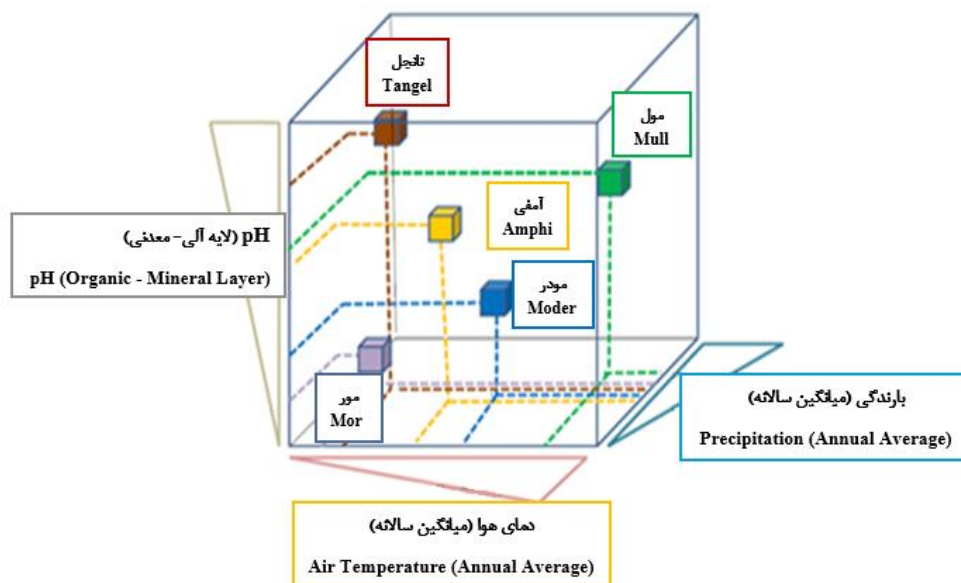 تانجل
Tangel
مول
Mull
آمفی
Amphi
pH (لایه آلی- معدنی)
pH (Organic - Mineral Layer)
مودر
Moder
مور
Mor
بارندگی (میانگین سالانه)
Precipitation (Annual Average)
دمای هوا (میانگین سالانه)
Air Temperature (Annual Average)